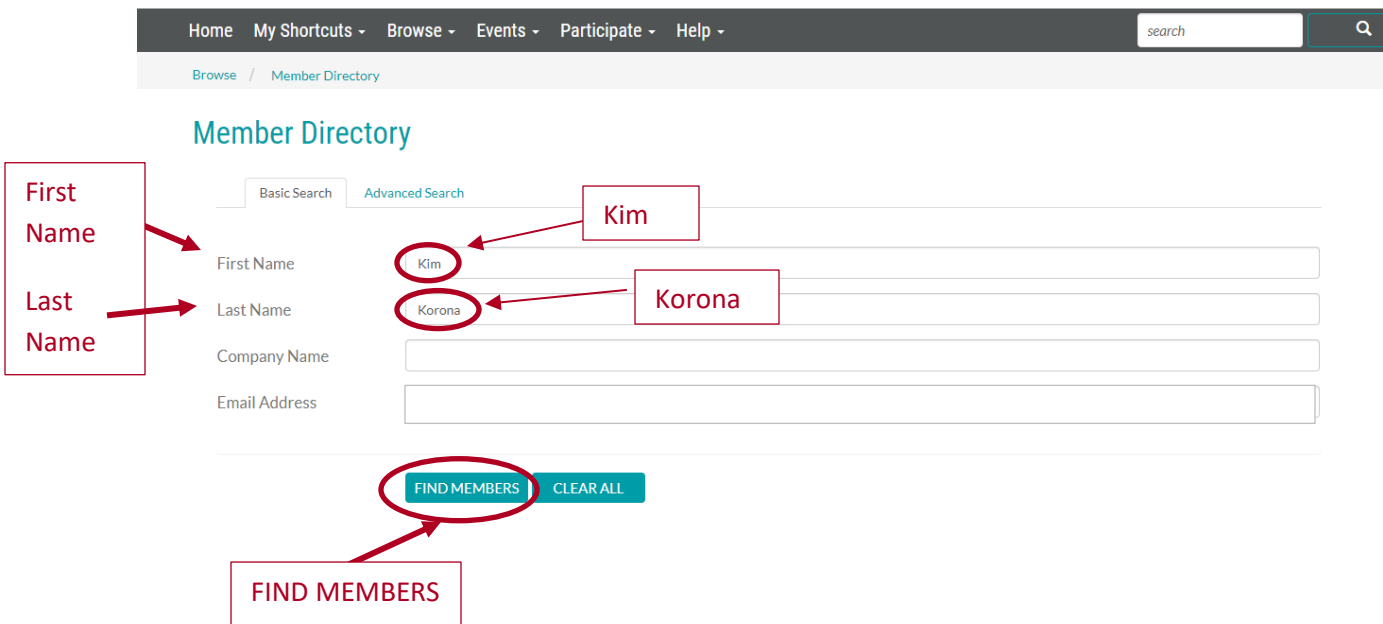 Home My Shortcuts Browse Events Participate Help search
Browse / Member Directory
Member Directory
Basic Search Advanced Search
First
Name
Last
Name
Kim
First Name Kim
Korona
Last Name Korona
Company Name
Email Address
FIND MEMBERS CLEAR ALL
FIND MEMBERS